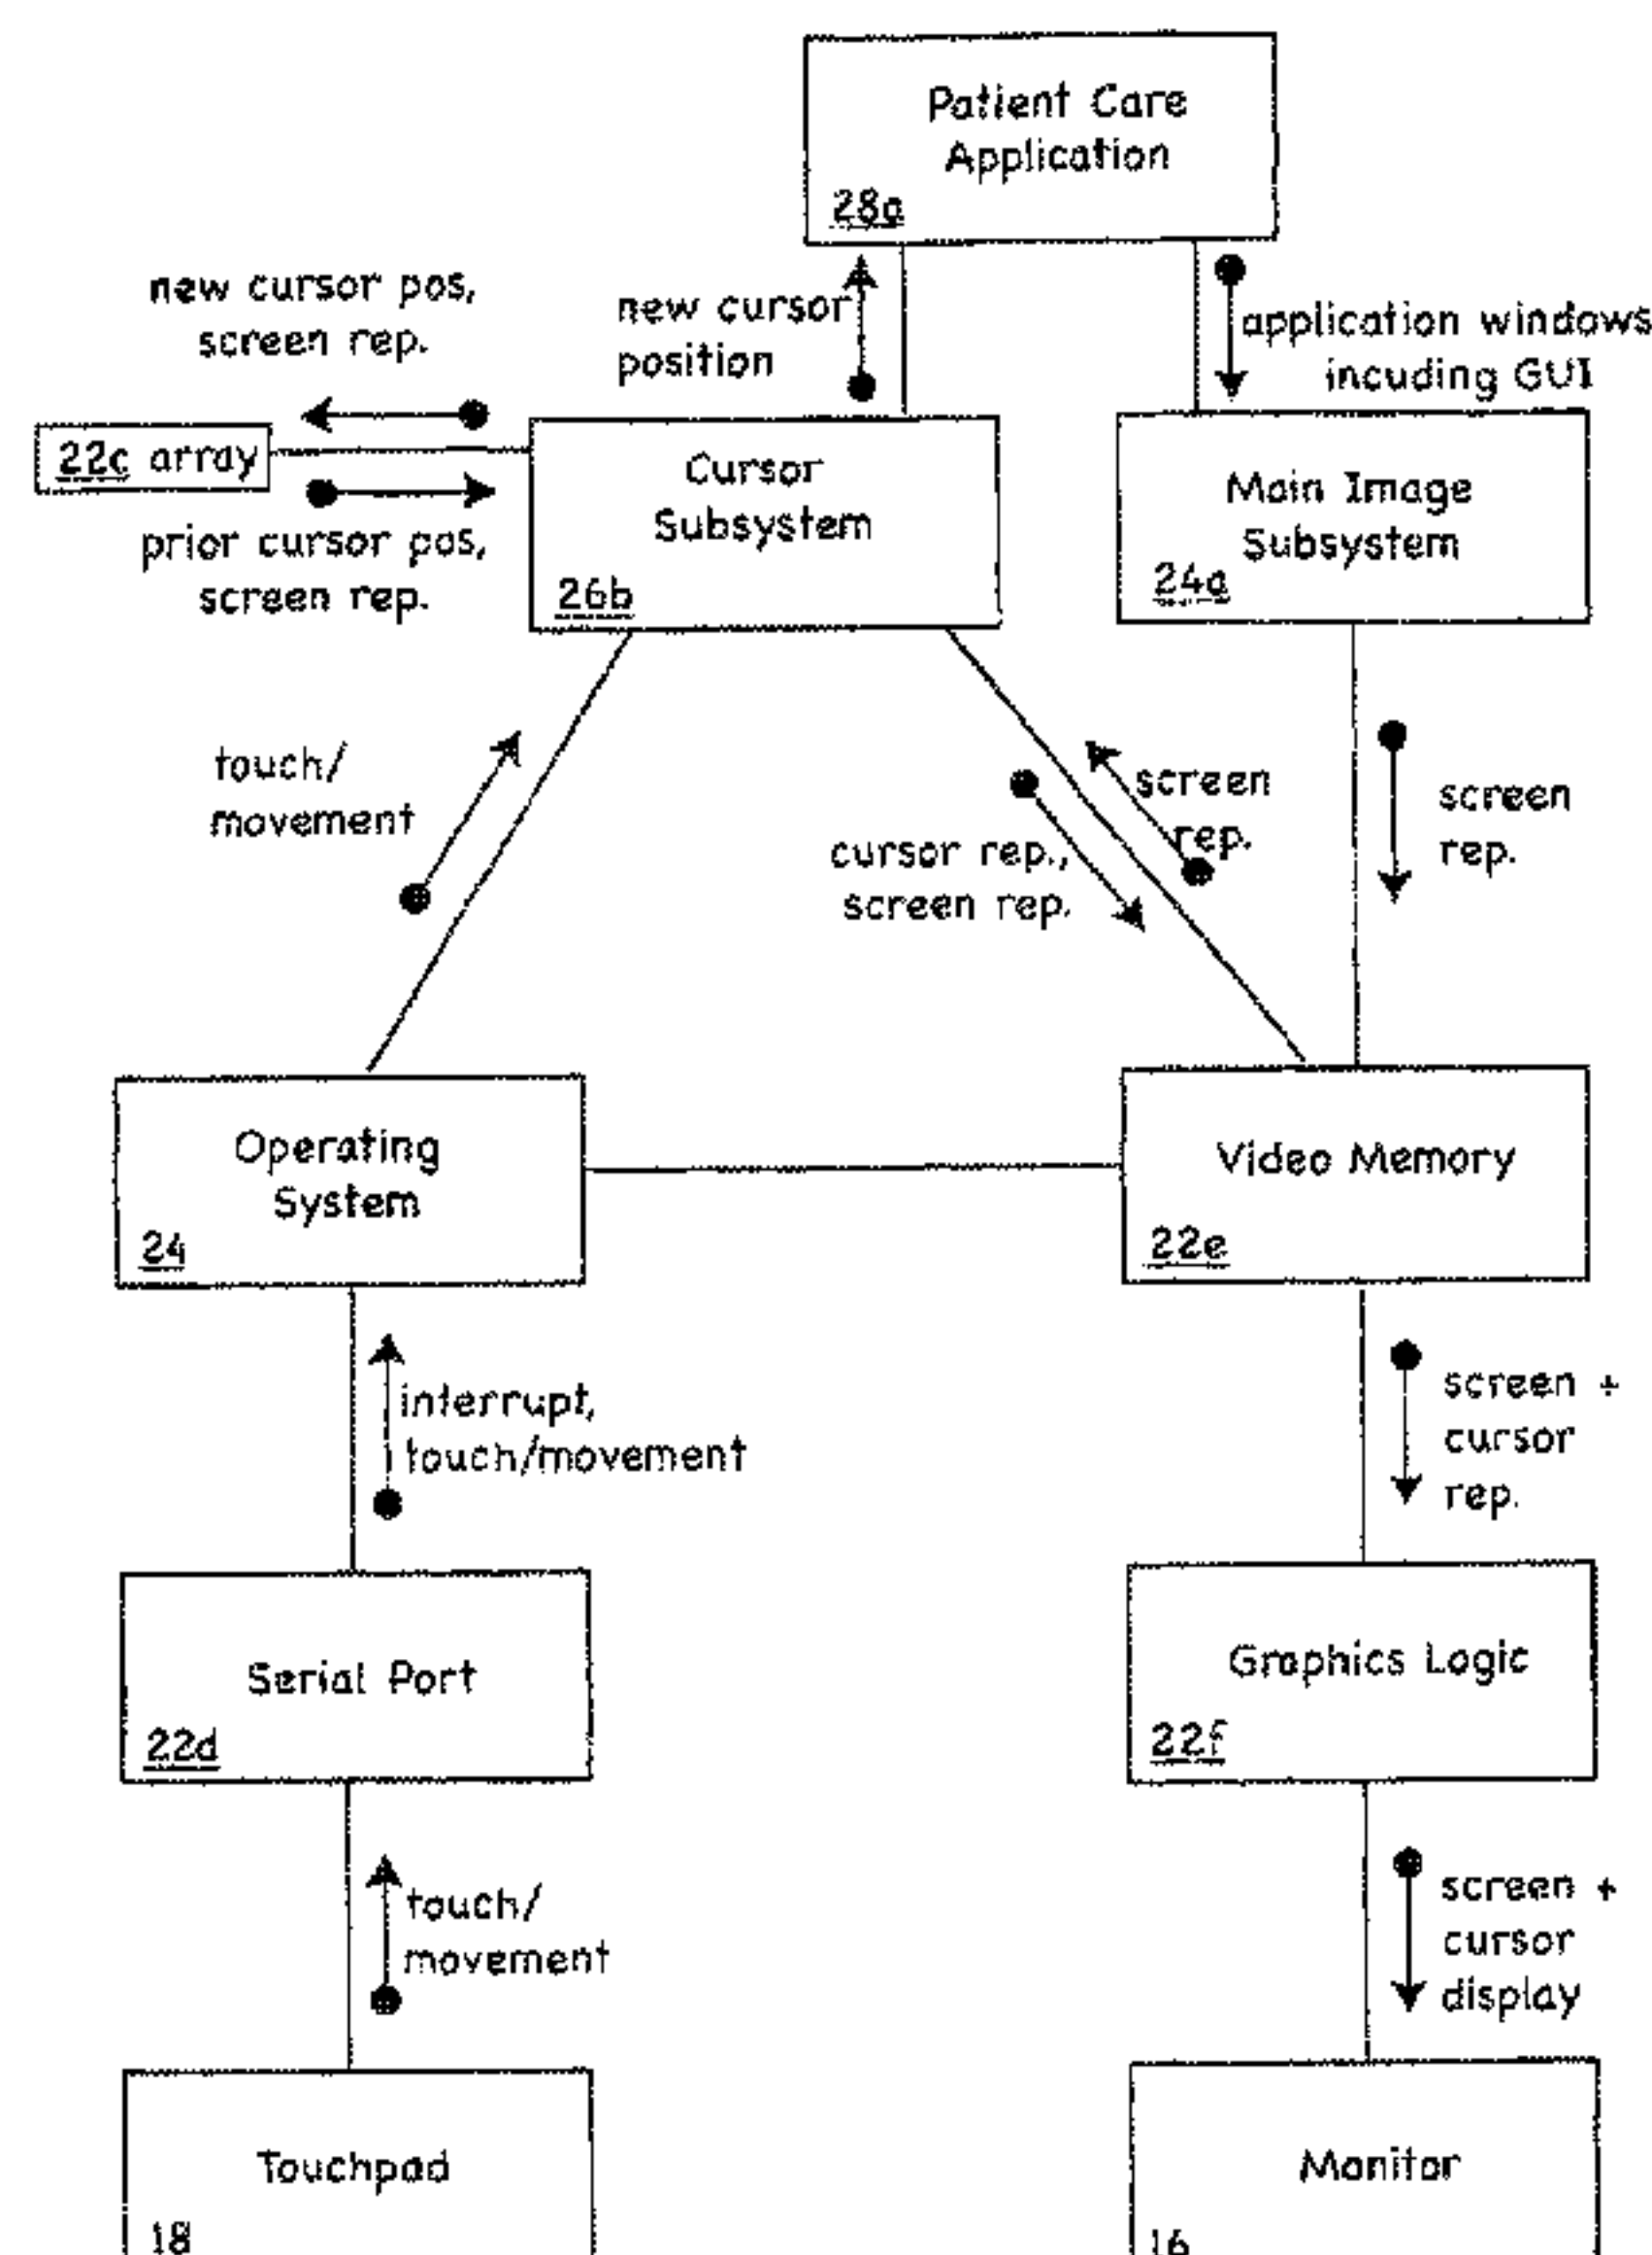 Patient Care
Application
28a
new cursor pos,
screen rep.
new cursor
position
application windows
incuding GUI
22c array
prior cursor pos,
screen rep.
Cursor
Subsystem
26b
Main Image
Subsystem
24a
touch/
movement
screen
rep.
cursor rep.,
screen rep.
screen
rep.
Operating
System
24
Video Memory
22e
interrupt,
touch/movement
screen +
cursor
rep.
Serial Port
22d
Graphics Logic
22f
touch/
movement
screen +
cursor
display
Touchpad
18
Monitor
16